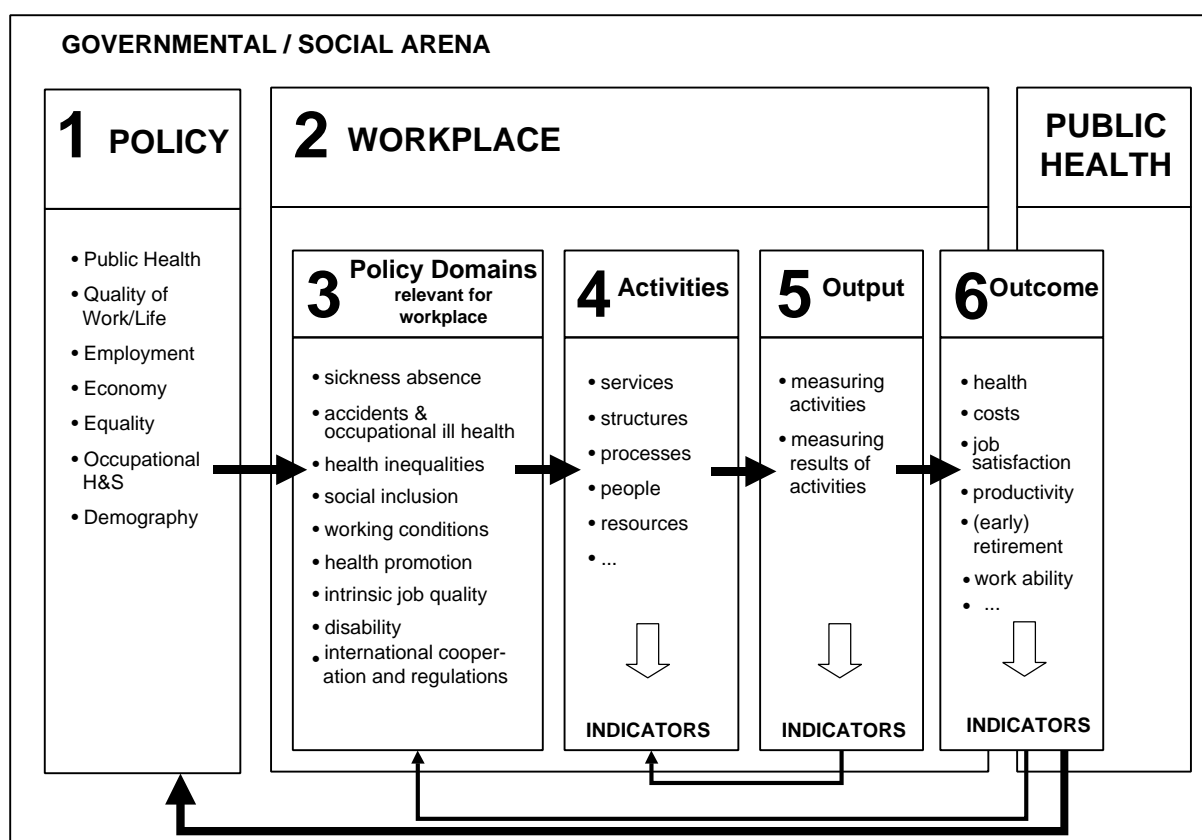 GOVERNMENTAL / SOCIAL ARENA
1 POLICY
• Public Health
• Quality of
Work/Life
• Employment
• Economy
• Equality
• Occupational
H&S
• Demography
2 WORKPLACE
3 Policy Domains
relevant for
workplace
• sickness absence
• accidents &
occupational ill health
• health inequalities
• social inclusion
• working conditions
• health promotion
• intrinsic job quality
• disability
• international cooper-
ation and regulations
4 Activities
• services
• structures
• processes
• people
• resources
• ...
INDICATORS
5 Output
• measuring
activities
• measuring
results of
activities
INDICATORS
PUBLIC
HEALTH
6 Outcome
• health
• costs
• job
satisfaction
• productivity
• (early)
retirement
• work ability
• ...
INDICATORS